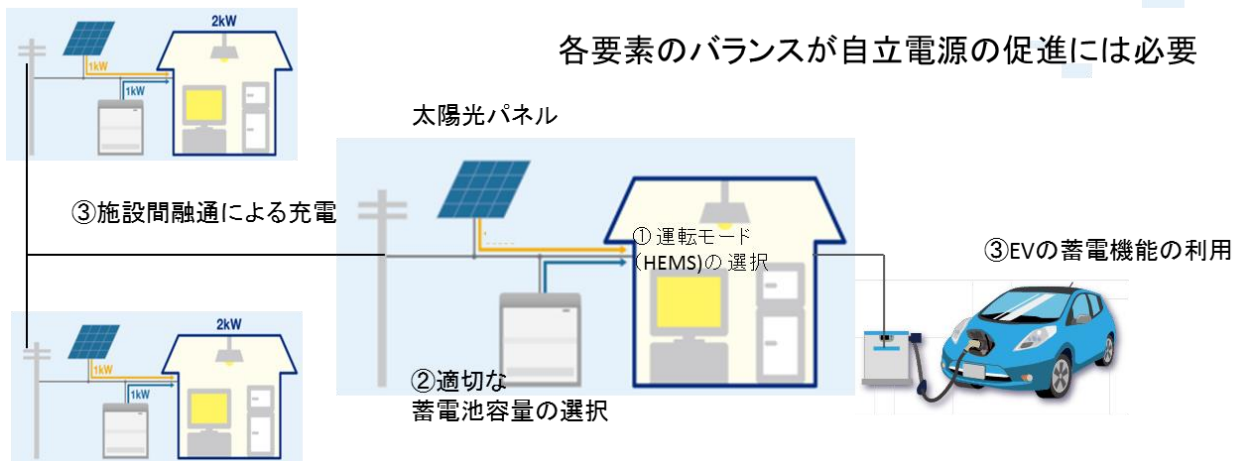 各要素のバランスが自立電源の促進には必要
2kW
1kW
1kW
太陽光パネル
③施設間融通による充電
①運転モード
(HEMS)の選択
③EVの蓄電機能の利用
②適切な
蓄電池容量の選択
2kW
1kW
1kW